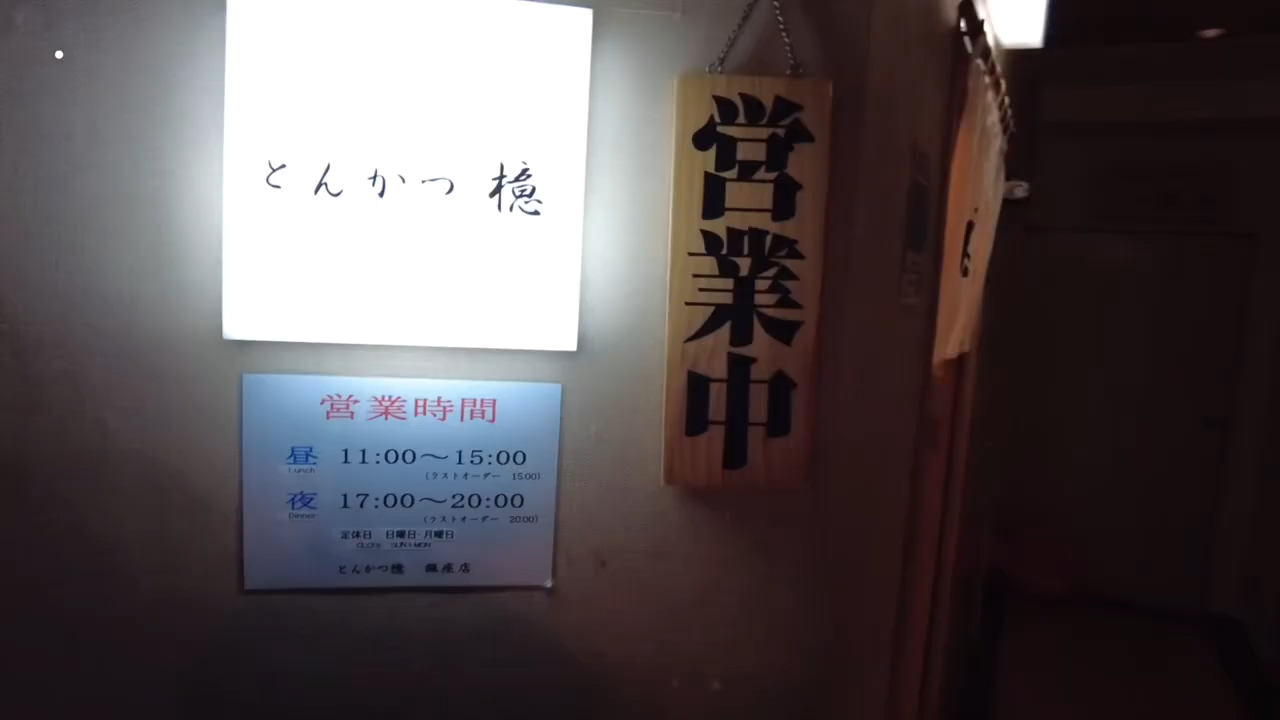 とんかつ 檍
営業中
営業時間
昼 11:00〜15:00
Lunch
(ラストオーダー 15:00)
夜 17:00〜20:00
Dinner
(ラストオーダー 20:00)
定休日 日曜日・月曜日
CLOSE SUN・MON
とんかつ檍 銀座店